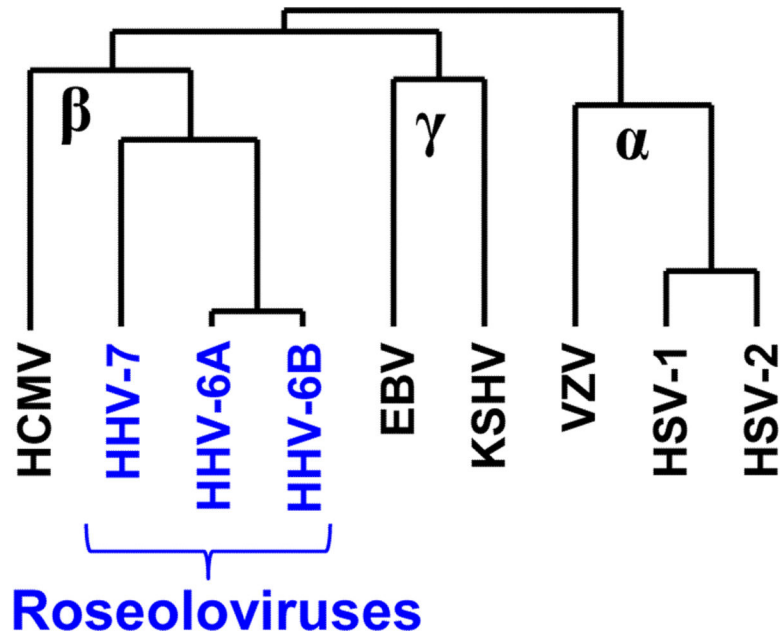 β
γ
α
HCMV
HHV-7
HHV-6A
HHV-6B
EBV
KSHV
VZV
HSV-1
HSV-2
Roseoloviruses